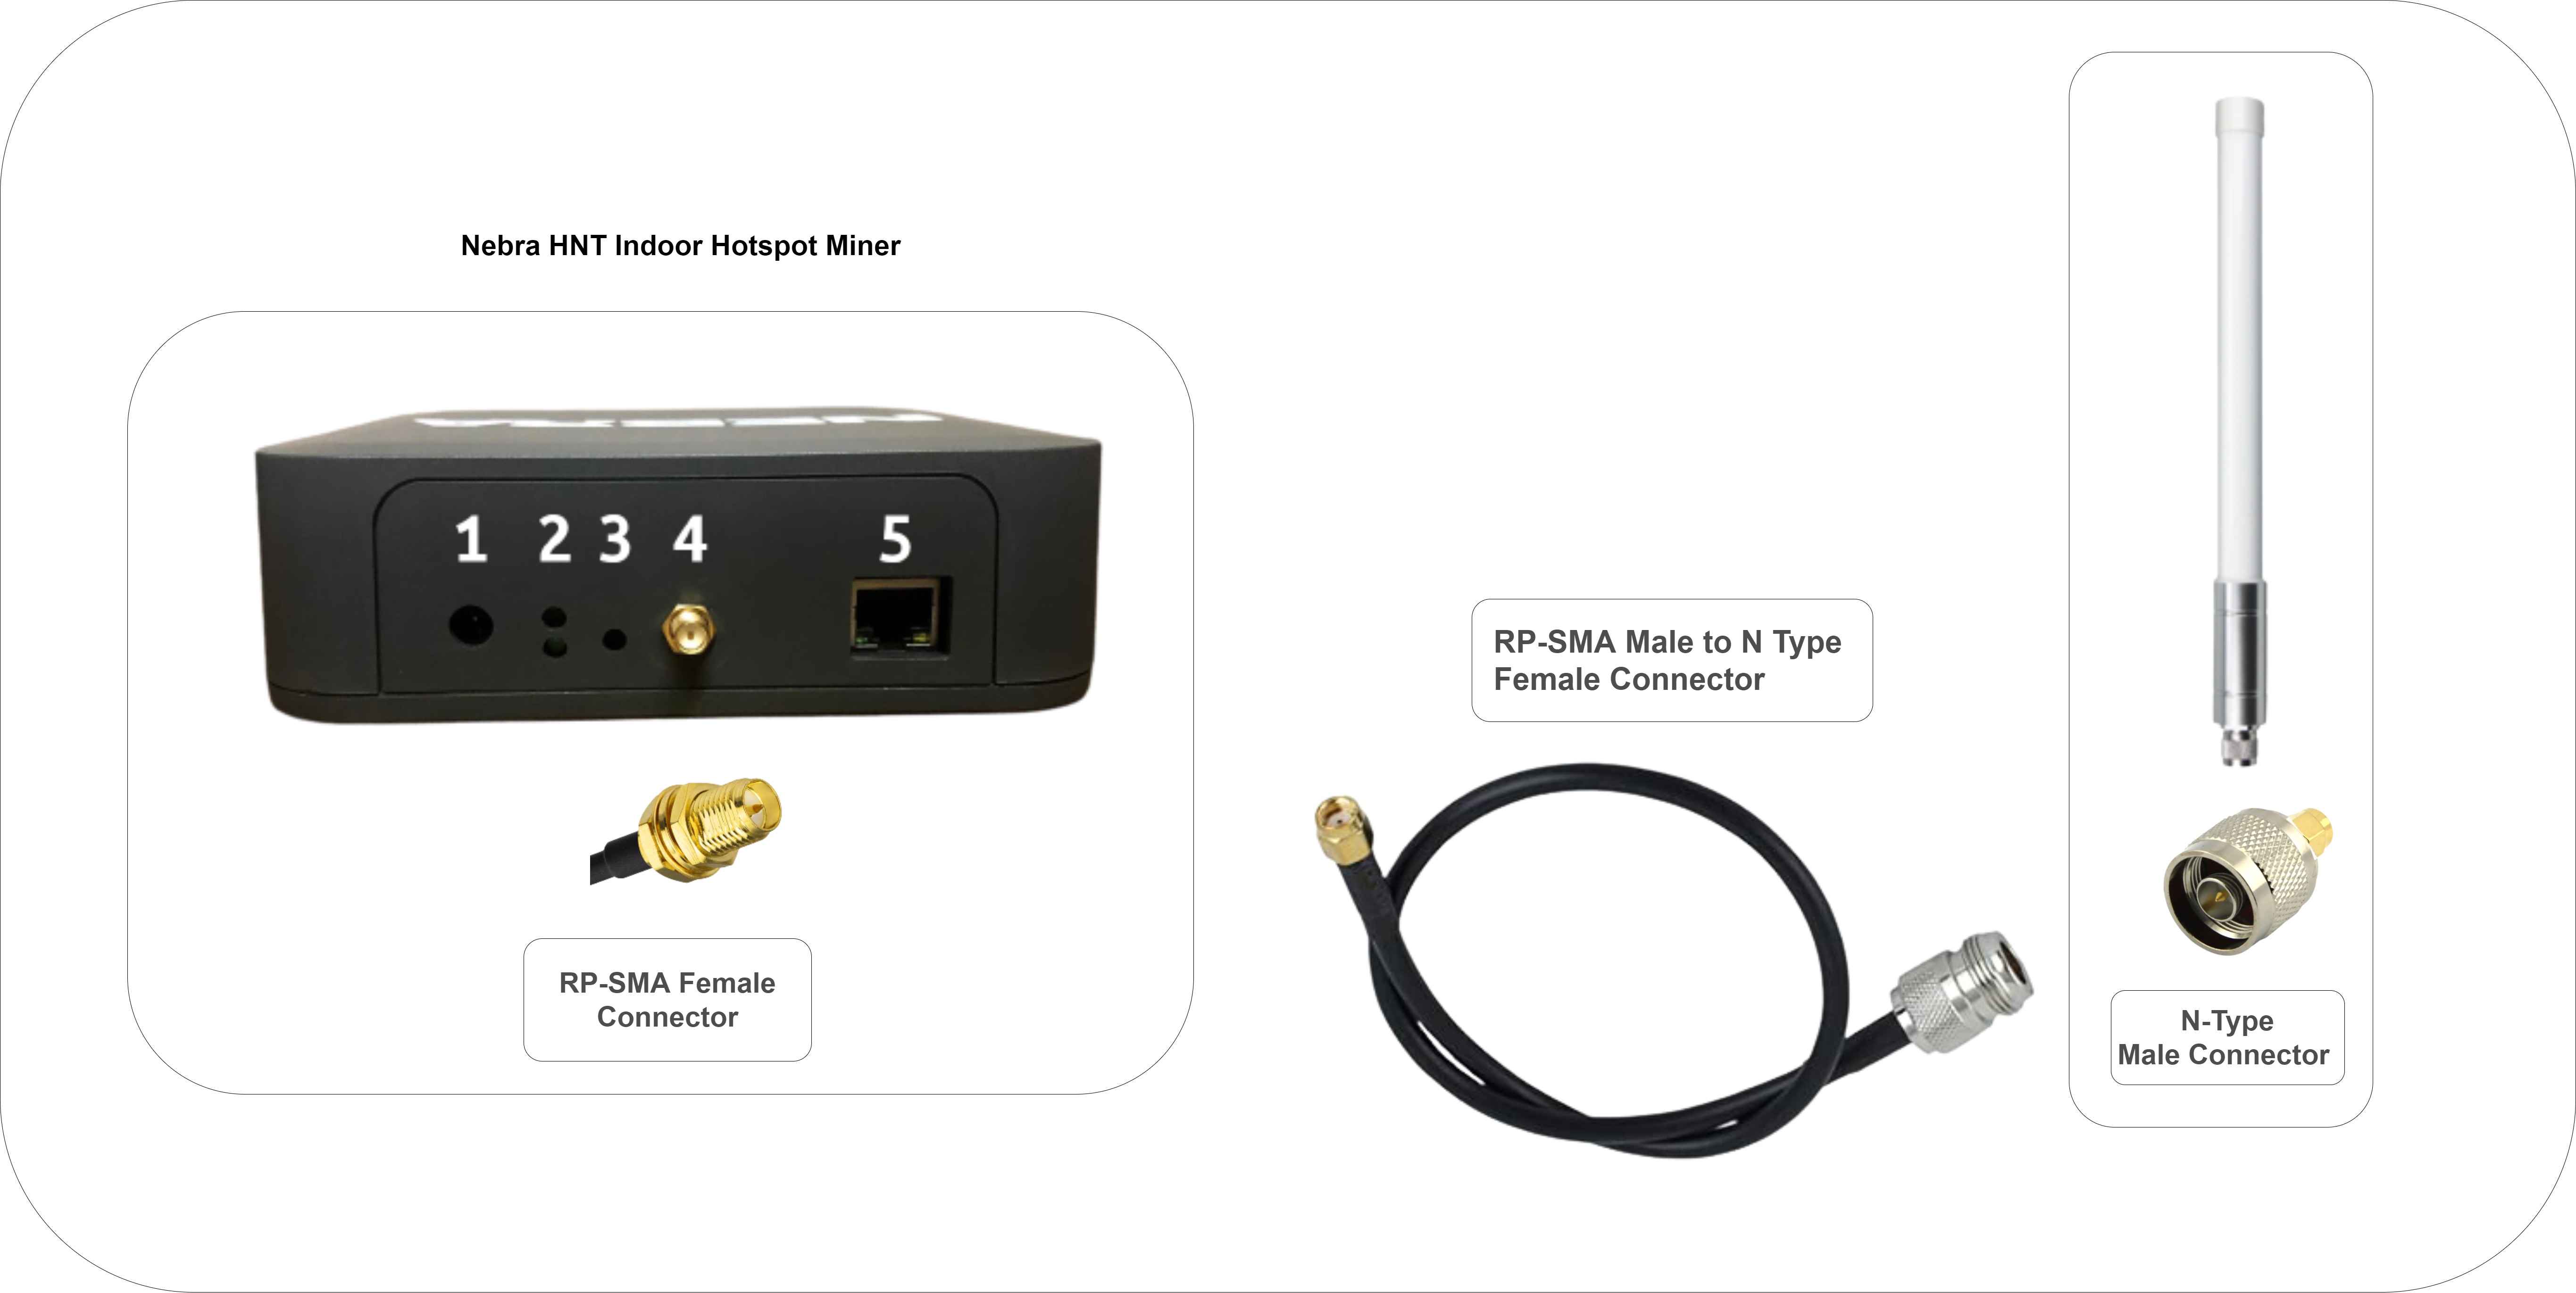 Nebra HNT Indoor Hotspot Miner
NEBRA
1 2 3 4 5
RP-SMA Female
Connector
RP-SMA Male to N Type
Female Connector
N-Type
Male Connector